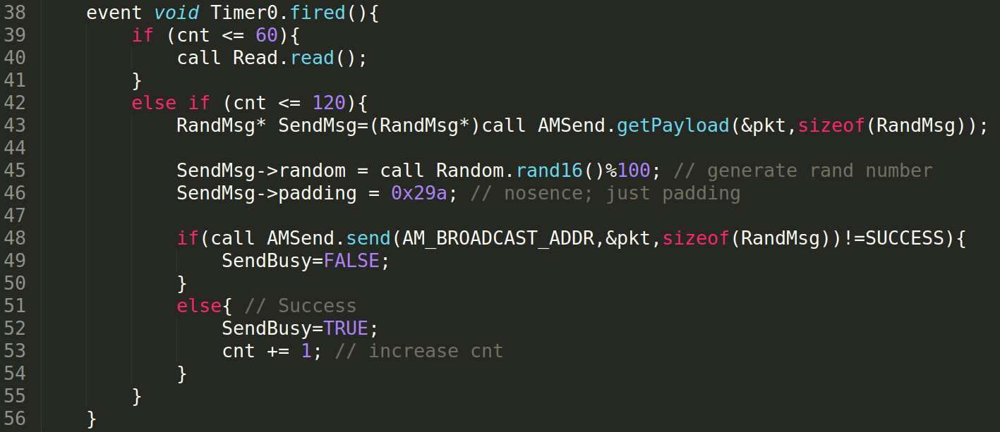 38    event void Timer0.fired(){
39        if (cnt <= 60){
40            call Read.read();
41        }
42        else if (cnt <= 120){
43            RandMsg* SendMsg=(RandMsg*)call AMSend.getPayload(&pkt,sizeof(RandMsg));
44
45            SendMsg->random = call Random.rand16()%100; // generate rand number
46            SendMsg->padding = 0x29a; // nosence; just padding
47
48            if(call AMSend.send(AM_BROADCAST_ADDR,&pkt,sizeof(RandMsg))!=SUCCESS){
49                SendBusy=FALSE;
50            }
51            else{ // Success
52                SendBusy=TRUE;
53                cnt += 1; // increase cnt
54            }
55        }
56    }